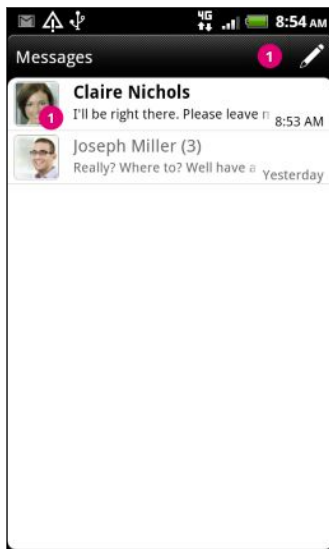 4G 8:54 AM
Messages 1
Claire Nichols
1 I'll be right there. Please leave 8:53 AM
Joseph Miller (3)
Really? Where to? Well have a Yesterday